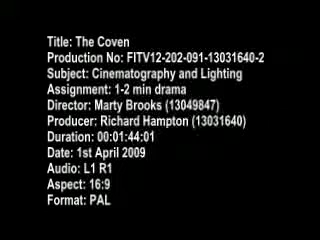 Title: The Coven
Production No: FITV12-202-091-13031640-2
Subject: Cinematography and Lighting
Assignment: 1-2 min drama
Director: Marty Brooks (13049847)
Producer: Richard Hampton (13031640)
Duration: 00:01:44:01
Date: 1st April 2009
Audio: L1 R1
Aspect: 16:9
Format: PAL